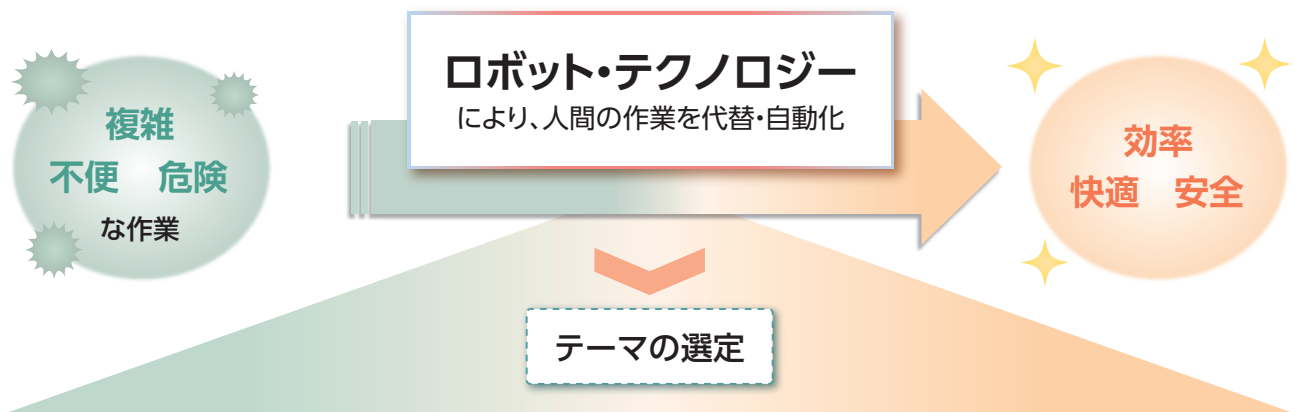 複雑
不便　危険
な作業
ロボット・テクノロジー
により、人間の作業を代替・自動化
効率
快適　安全
テーマの選定